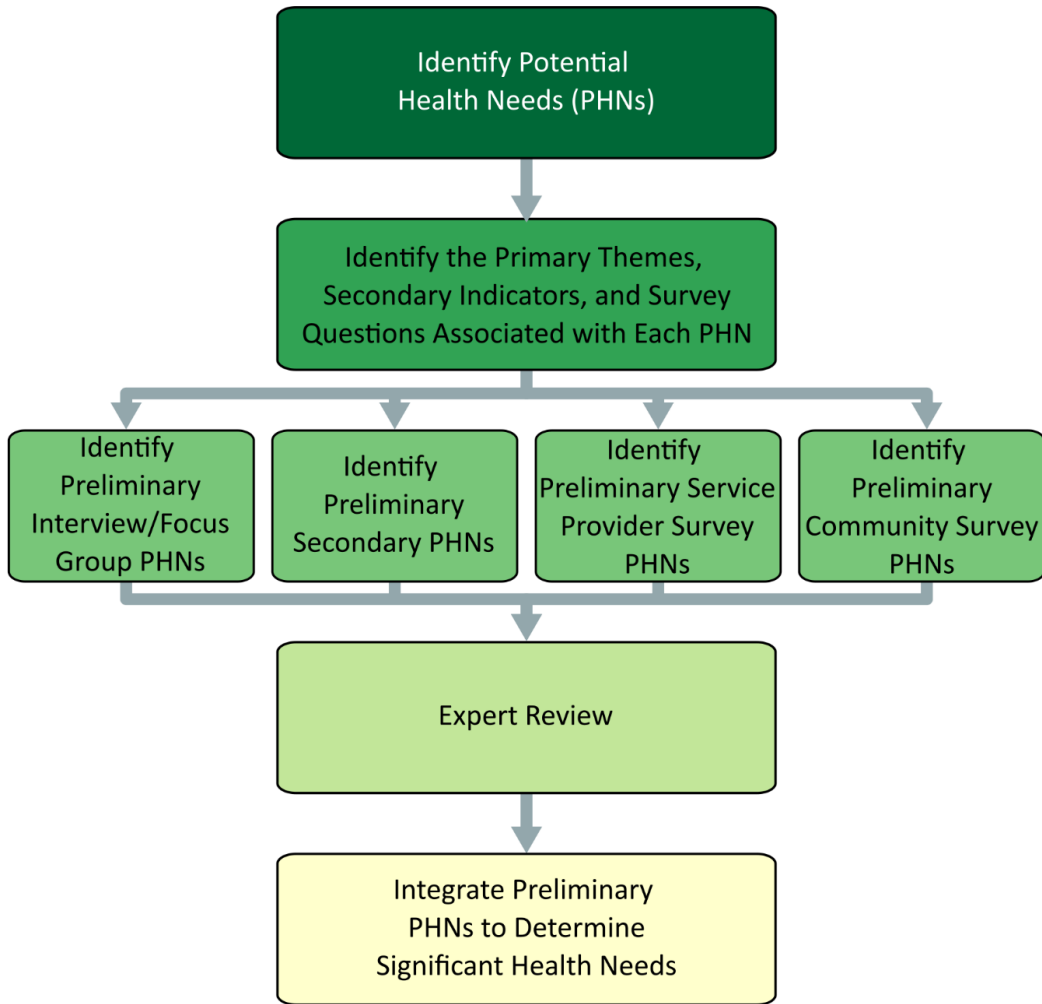 Identify Potential
Health Needs (PHNs)
Identify the Primary Themes,
Secondary Indicators, and Survey
Questions Associated with Each PHN
Identify
Preliminary
Interview/Focus
Group PHNs
Identify
Preliminary
Secondary PHNs
Identify
Preliminary Service
Provider Survey
PHNs
Identify
Preliminary
Community Survey
PHNs
Expert Review
Integrate Preliminary
PHNs to Determine
Significant Health Needs